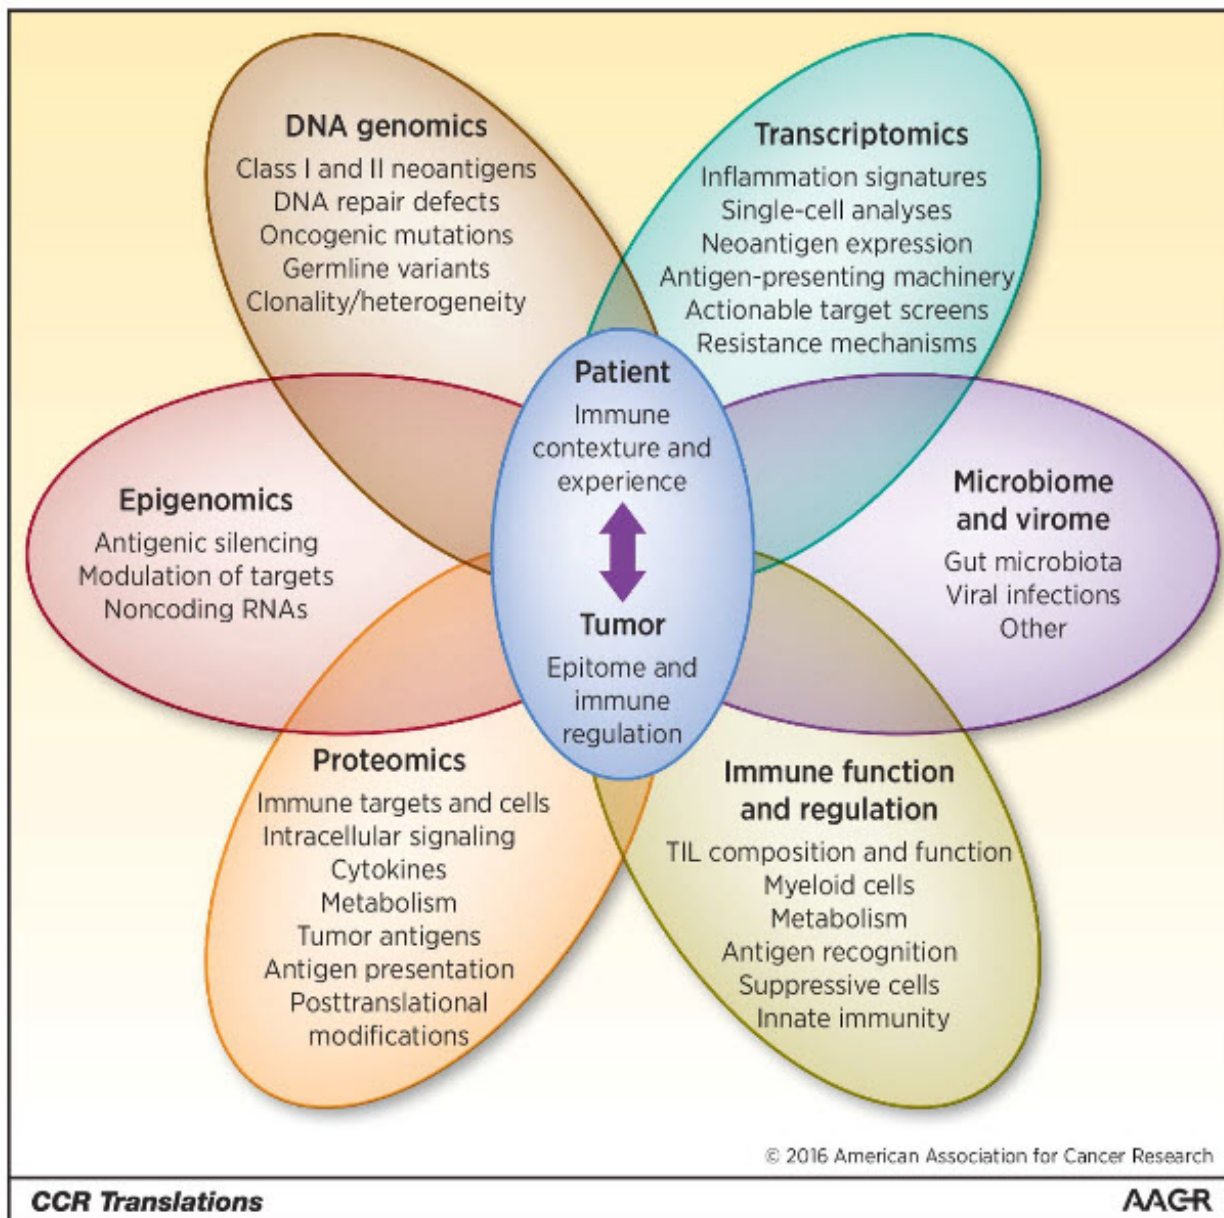 DNA genomics
Class I and II neoantigens
DNA repair defects
Oncogenic mutations
Germline variants
Clonality/heterogeneity
Transcriptomics
Inflammation signatures
Single-cell analyses
Neoantigen expression
Antigen-presenting machinery
Actionable target screens
Resistance mechanisms
Patient
Immune
contexture and
experience
Tumor
Epitome and
immune
regulation
Epigenomics
Antigenic silencing
Modulation of targets
Noncoding RNAs
Microbiome
and virome
Gut microbiota
Viral infections
Other
Proteomics
Immune targets and cells
Intracellular signaling
Cytokines
Metabolism
Tumor antigens
Antigen presentation
Posttranslational
modifications
Immune function
and regulation
TIL composition and function
Myeloid cells
Metabolism
Antigen recognition
Suppressive cells
Innate immunity
© 2016 American Association for Cancer Research
CCR Translations
AACR